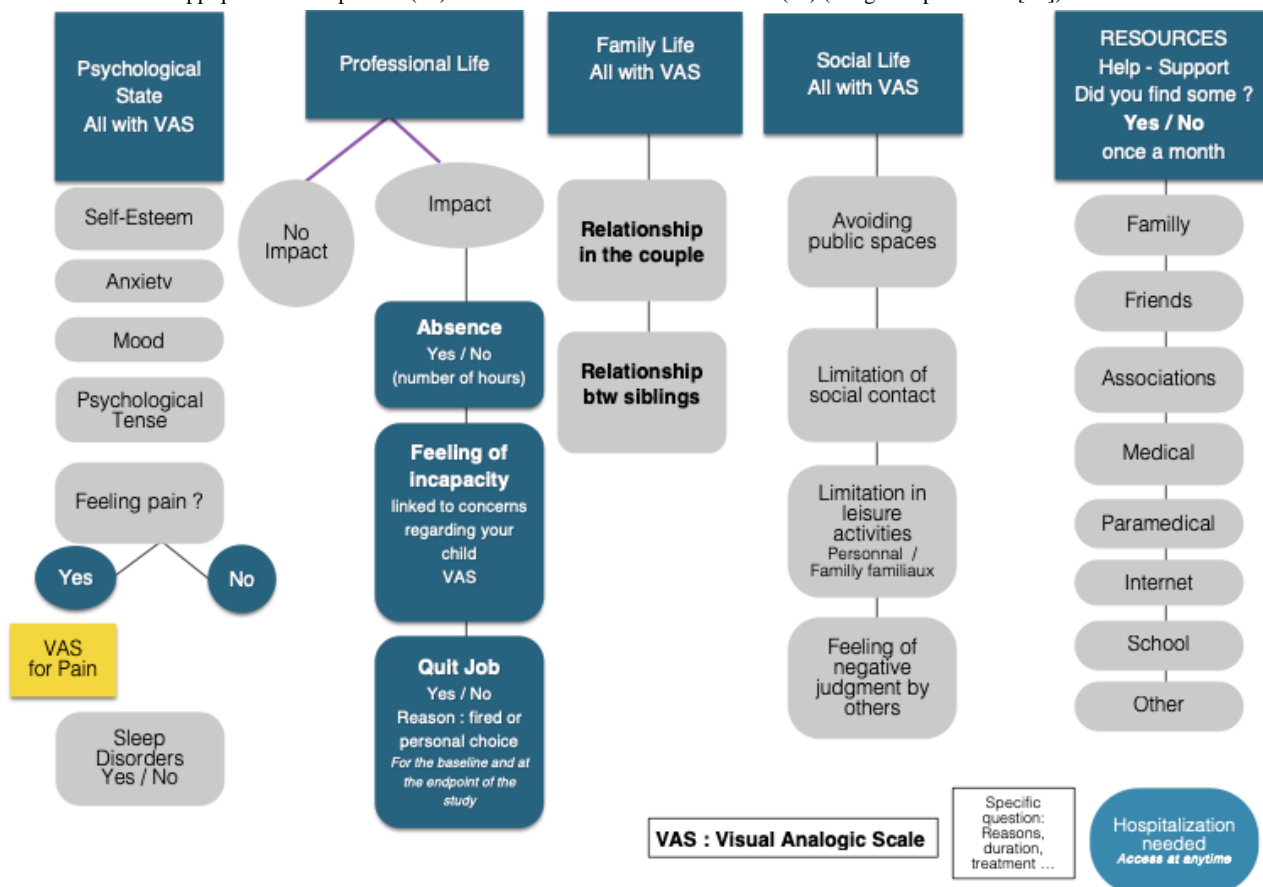 Psychological
State
All with VAS
Self-Esteem
Anxietv
Mood
Psychological
Tense
Feeling pain ?
Yes
No
VAS
for Pain
Sleep
Disorders
Yes / No
Professional Life
No
Impact
Impact
Absence
Yes / No
(number of hours)
Feeling of
incapacity
linked to concerns
regarding your
child
VAS
Quit Job
Yes / No
Reason : fired or
personal choice
For the baseline and at
the endpoint of the
study
Family Life
All with VAS
Relationship
in the couple
Relationship
btw siblings
Social Life
All with VAS
Avoiding
public spaces
Limitation of
social contact
Limitation in
leisure
activities
Personnal /
Familly familiaux
Feeling of
negative
judgment by
others
RESOURCES
Help - Support
Did you find some ?
Yes / No
once a month
Familly
Friends
Associations
Medical
Paramedical
Internet
School
Other
VAS : Visual Analogic Scale
Specific
question:
Reasons,
duration,
treatment ...
Hospitalization
needed
Access at anytime